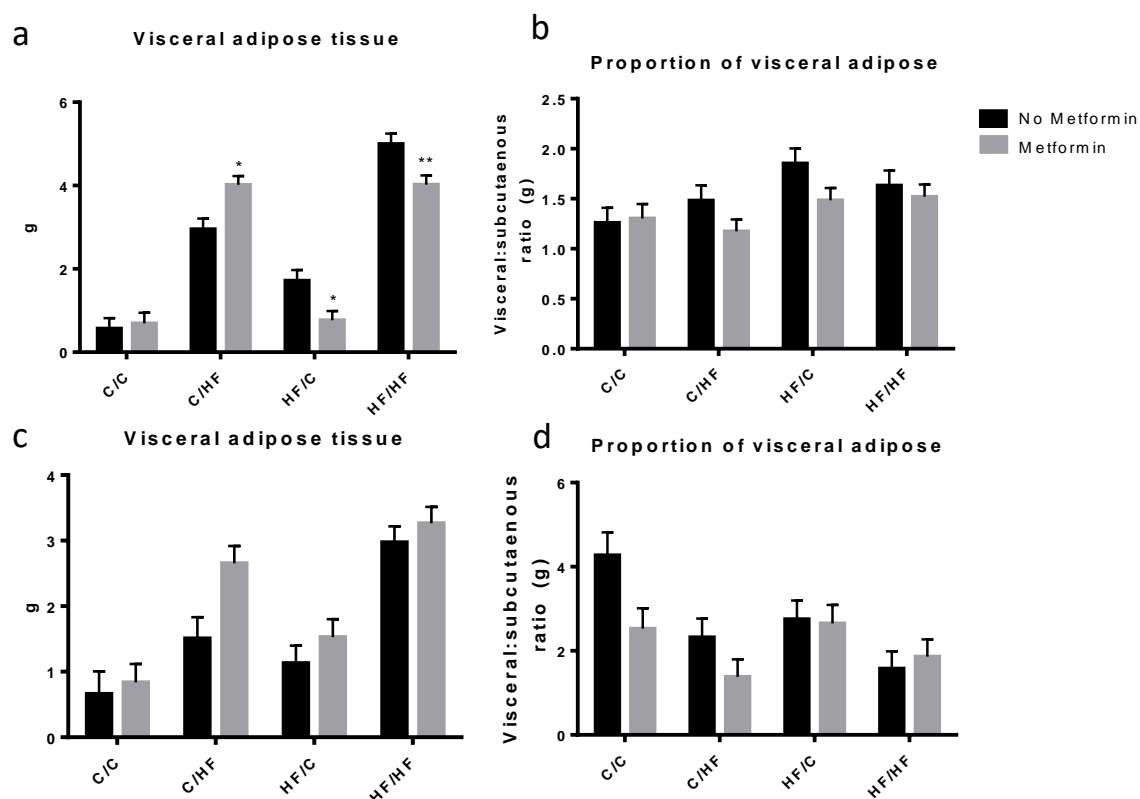 a
Visceral adipose tissue
g
6
4
2
0
*
*
**
C/C
C/HF
HF/C
HF/HF
b
Proportion of visceral adipose
Visceral:subcutaenous
ratio (g)
2.5
2.0
1.5
1.0
0.5
0.0
C/C
C/HF
HF/C
HF/HF
No Metformin
Metformin
c
Visceral adipose tissue
g
4
3
2
1
0
C/C
C/HF
HF/C
HF/HF
d
Proportion of visceral adipose
Visceral:subcutaenous
ratio (g)
6
4
2
0
C/C
C/HF
HF/C
HF/HF